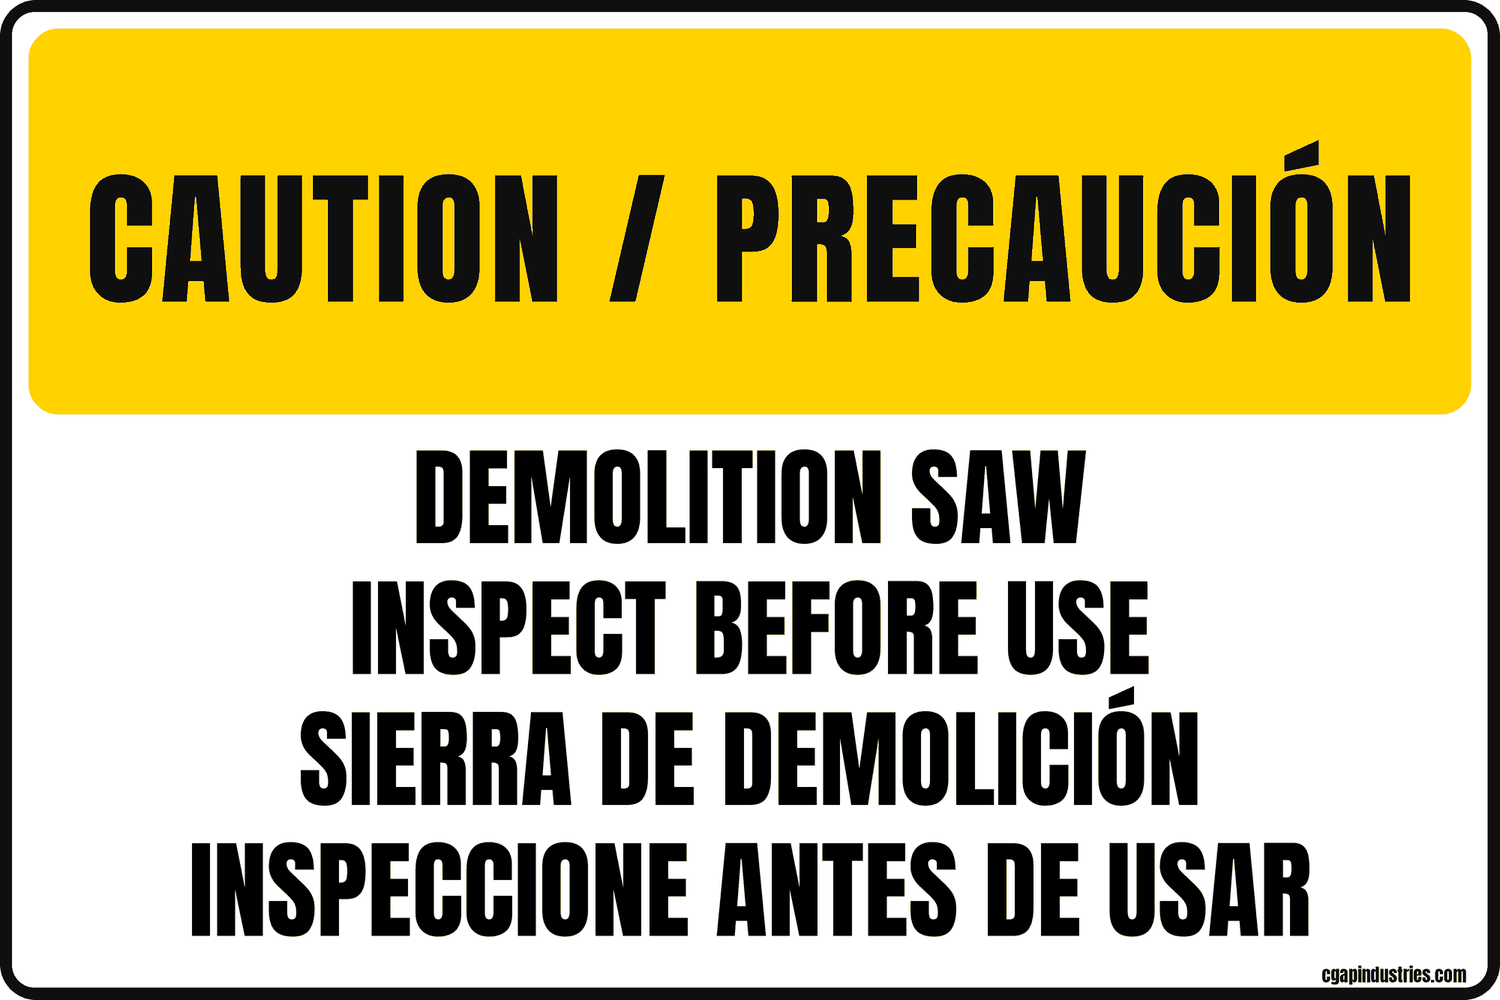 CAUTION / PRECAUCIÓN
DEMOLITION SAW
INSPECT BEFORE USE
SIERRA DE DEMOLICIÓN
INSPECCIONE ANTES DE USAR
cgapindustries.com